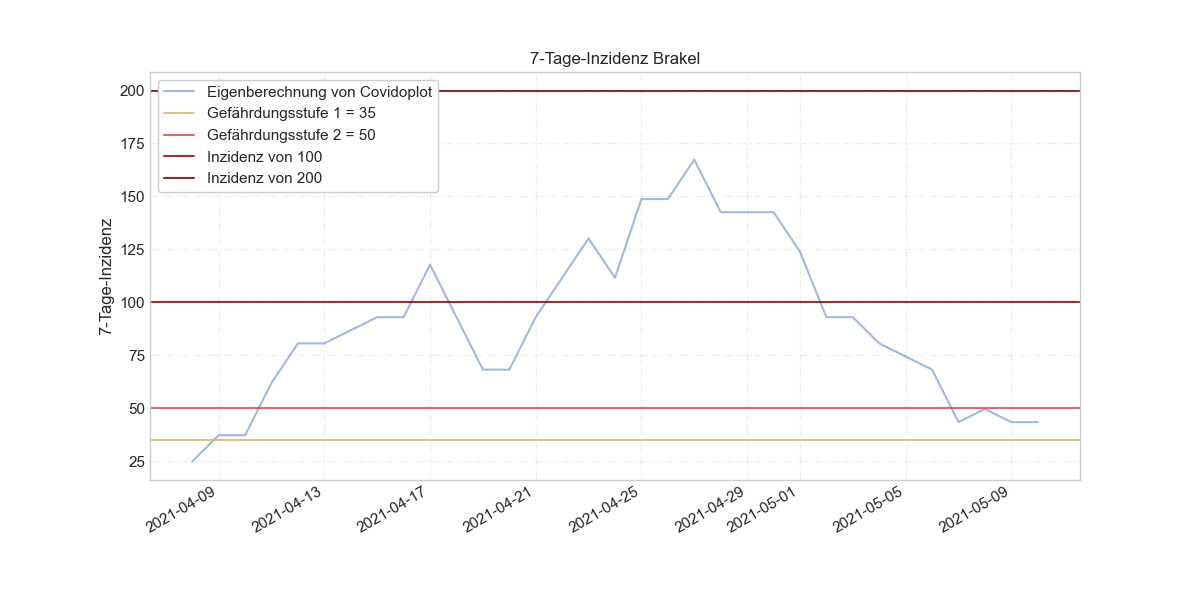 7-Tage-Inzidenz Brakel
Eigenberechnung von Covidoplot
Gefährdungsstufe 1 = 35
Gefährdungsstufe 2 = 50
Inzidenz von 100
Inzidenz von 200
7-Tage-Inzidenz
200
175
150
125
100
75
50
25
2021-04-09
2021-04-13
2021-04-17
2021-04-21
2021-04-25
2021-04-29
2021-05-01
2021-05-05
2021-05-09